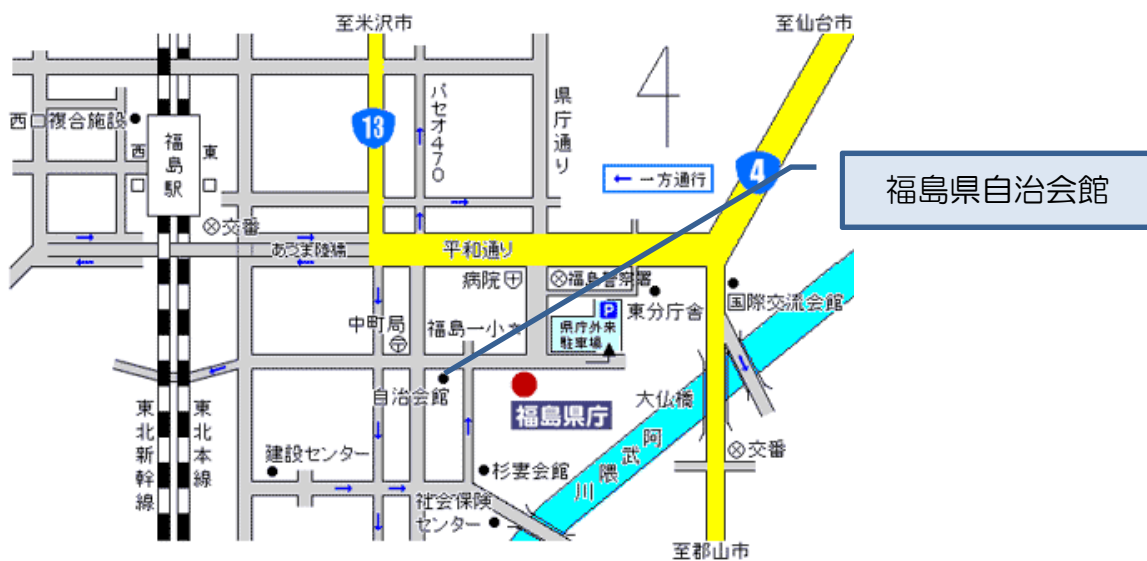 至米沢市
至仙台市
パセオ470
県庁通り
13
4
西口複合施設
福島駅
西口
東口
← 一方通行
福島県自治会館
交番
あづま陸橋
平和通り
病院
福島警察署
P
東分庁舎
国際交流会館
中町局
福島一小
県庁外来
駐車場
自治会館
福島県庁
大仏橋
東北新幹線
東北本線
建設センター
杉妻会館
阿武隈川
交番
社会保険
センター
至郡山市